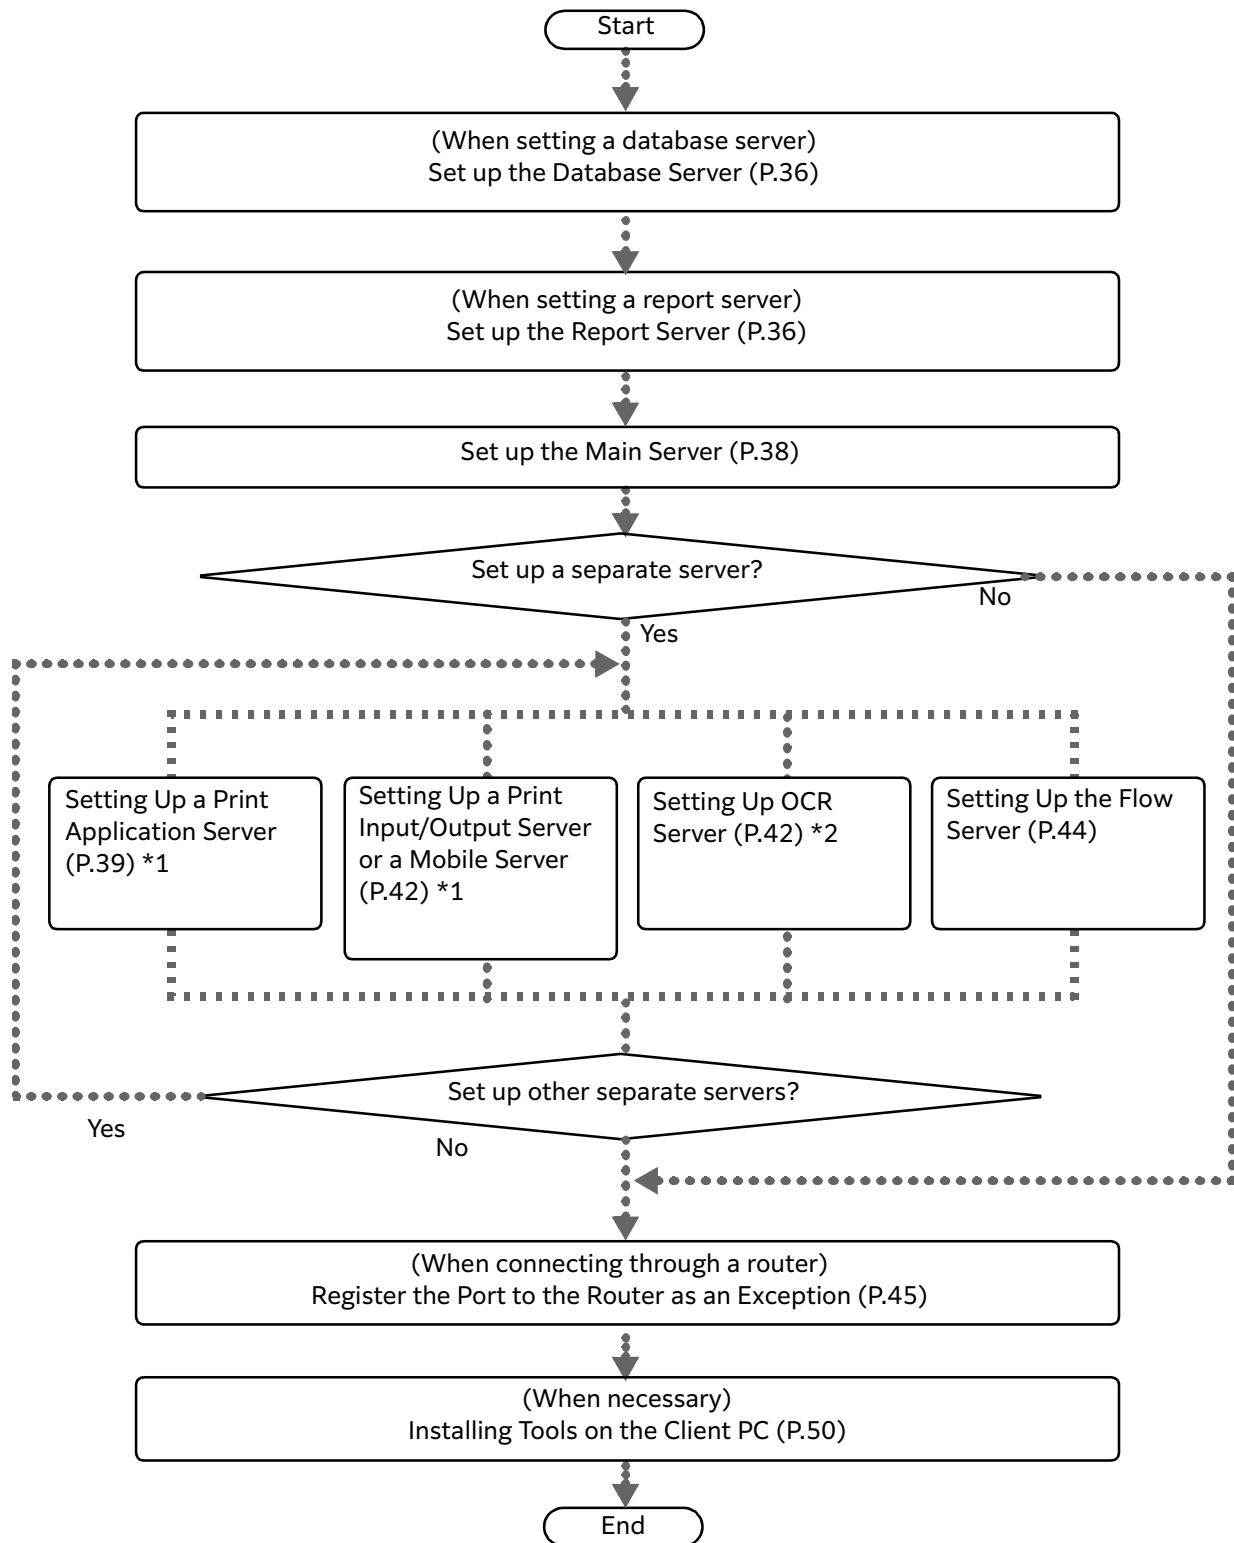 Start
(When setting a database server)
Set up the Database Server (P.36)
(When setting a report server)
Set up the Report Server (P.36)
Set up the Main Server (P.38)
Set up a separate server?
No
Yes
Setting Up a Print
Application Server
(P.39) *1
Setting Up a Print
Input/Output Server
or a Mobile Server
(P.42) *1
Setting Up OCR
Server (P.42) *2
Setting Up the Flow
Server (P.44)
Set up other separate servers?
Yes
No
(When connecting through a router)
Register the Port to the Router as an Exception (P.45)
(When necessary)
Installing Tools on the Client PC (P.50)
End